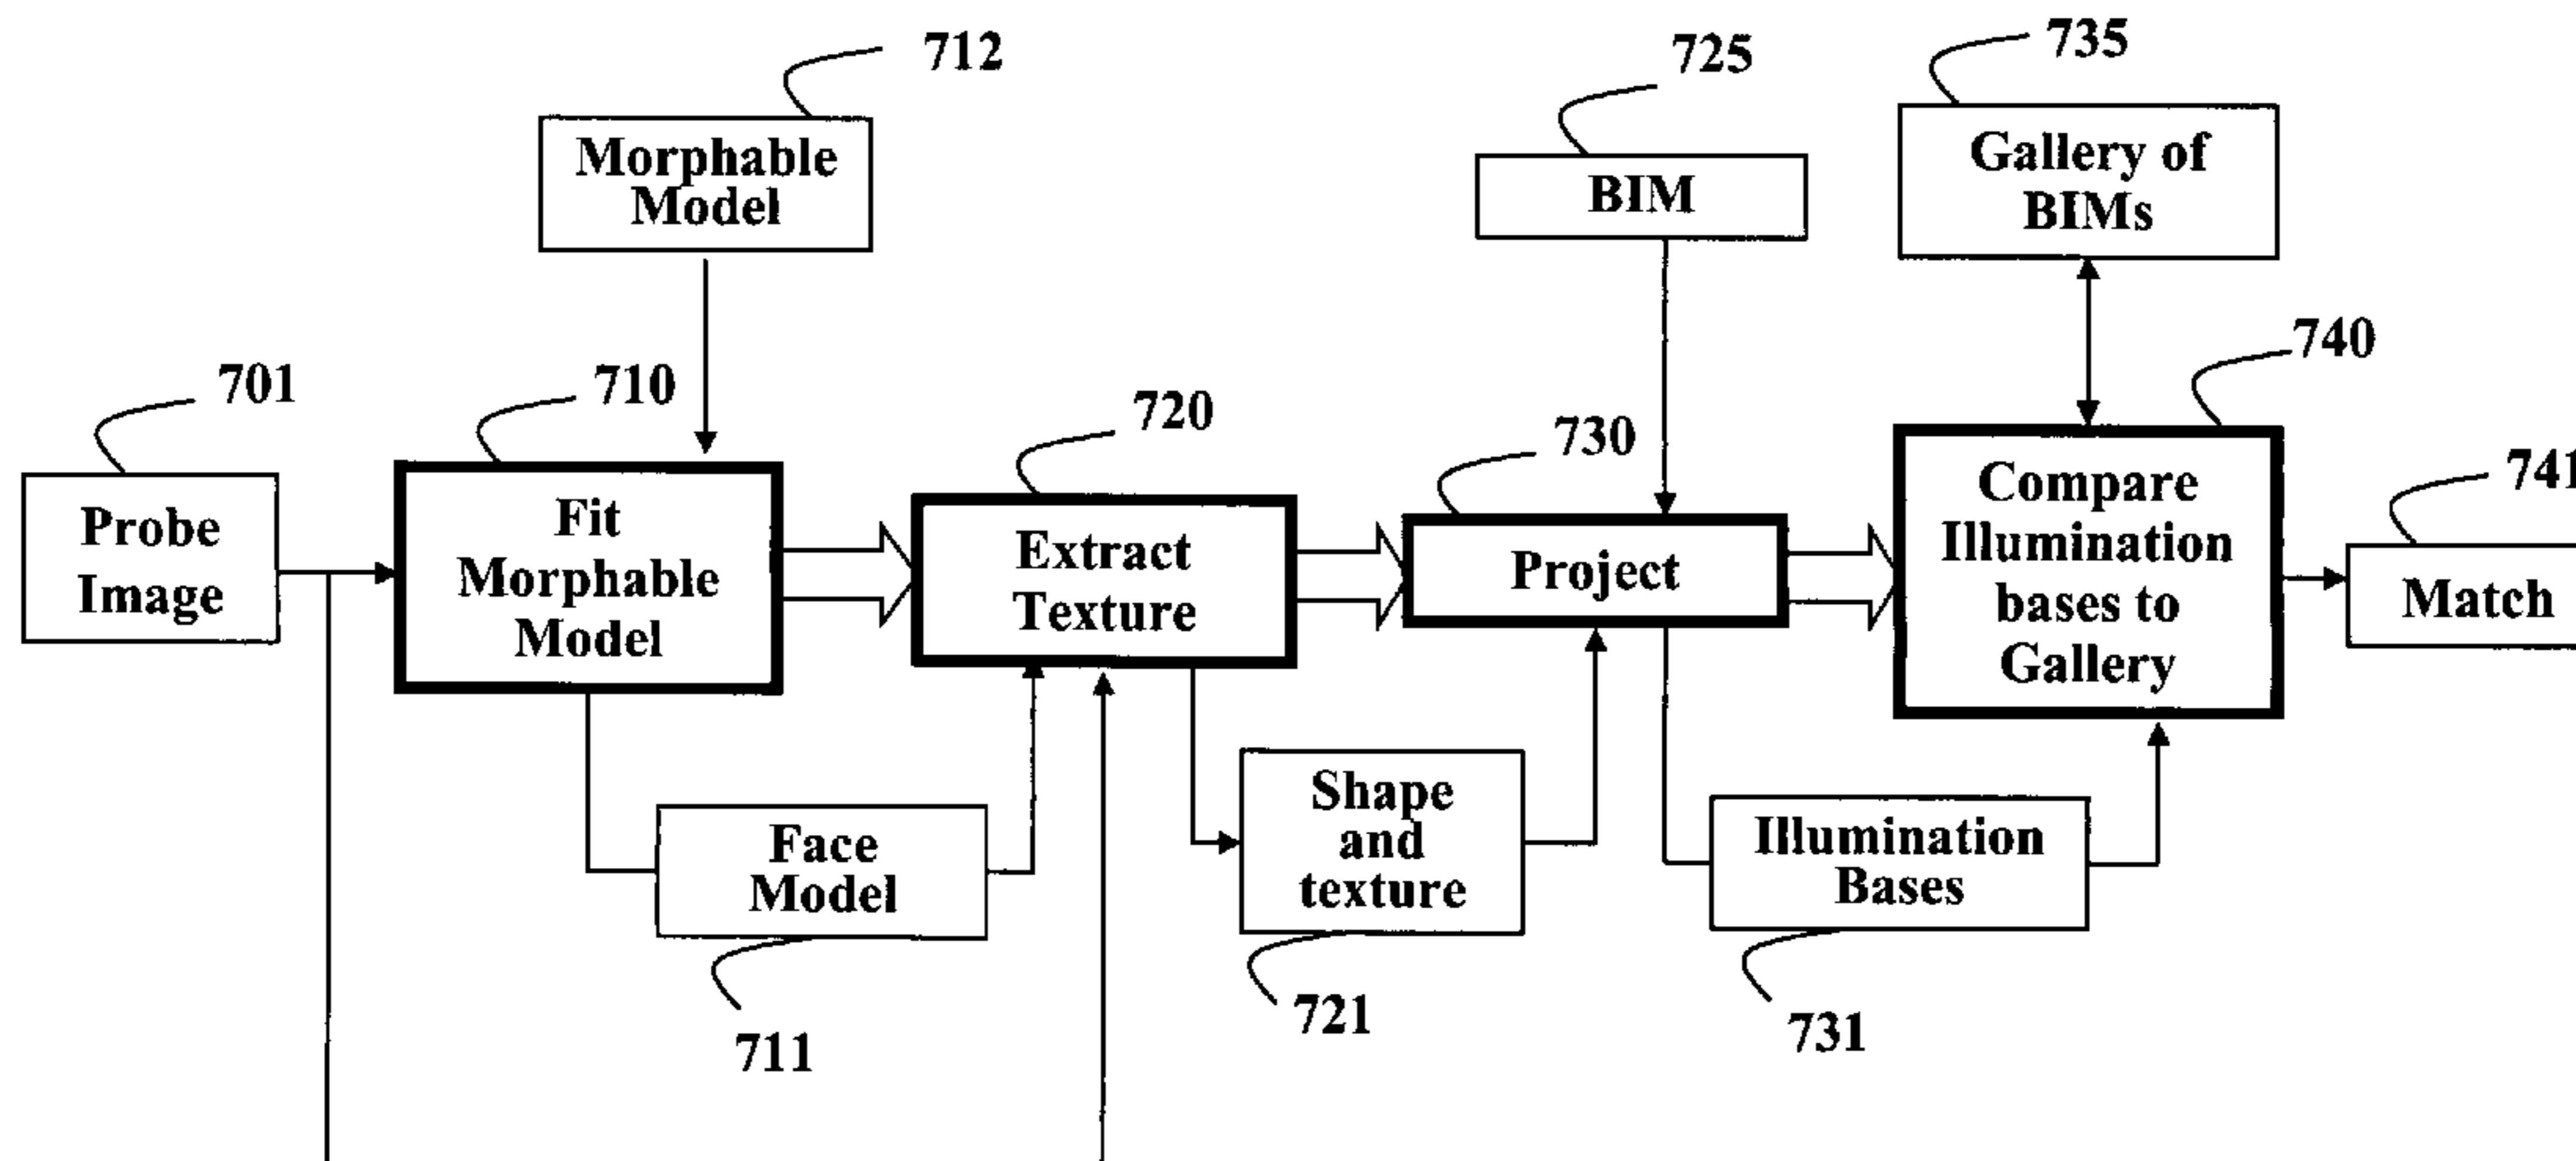 712
Morphable
Model
725
BIM
735
Gallery of
BIMs
701
Probe
Image
710
Fit
Morphable
Model
720
Extract
Texture
730
Project
740
Compare
Illumination
bases to
Gallery
741
Match
Face
Model
711
Shape
and
texture
721
Illumination
Bases
731